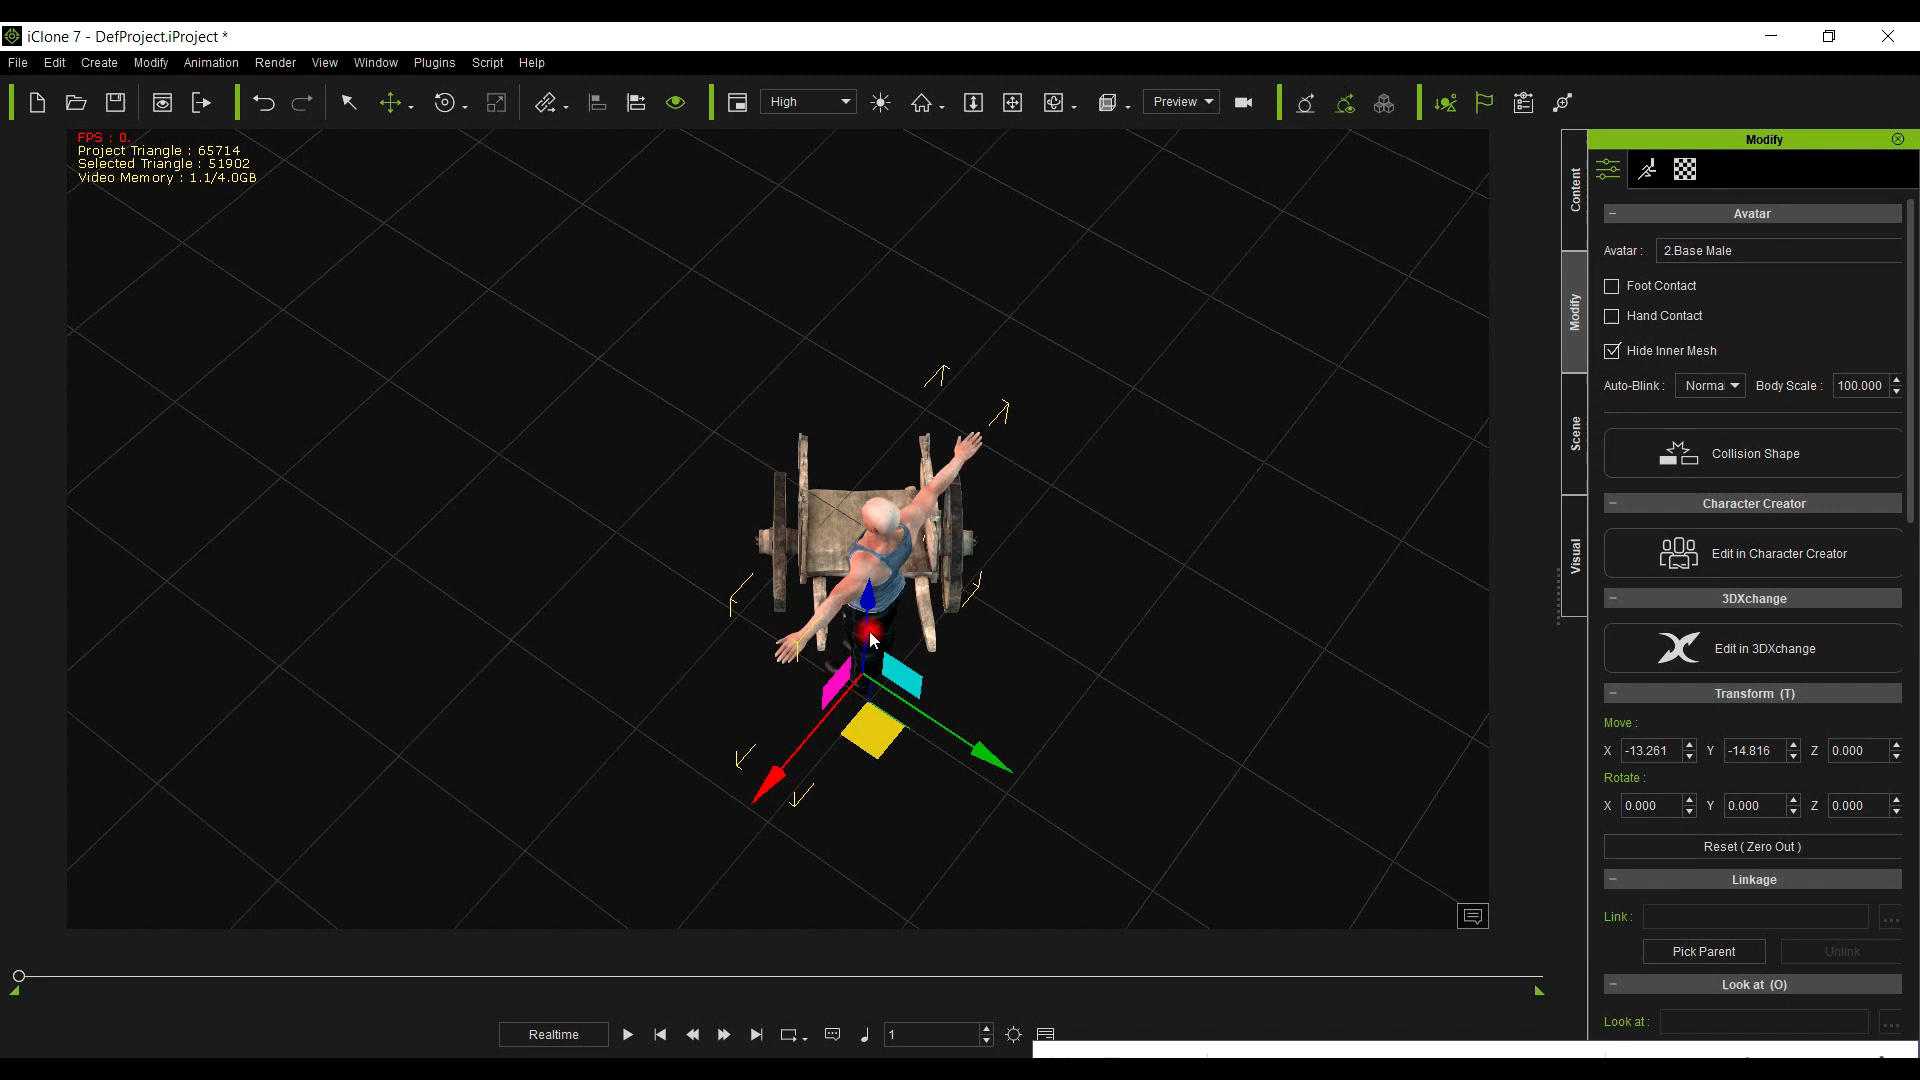 iClone 7 - DefProject.iProject *
File Edit Create Modify Animation Render View Window Plugins Script Help
High Preview
FPS : 0.
Project Triangle : 65714
Selected Triangle : 51902
Video Memory : 1.1/4.0GB
Content
Modify
Scene
Visual
Modify
Avatar
Avatar : 2.Base Male
Foot Contact
Hand Contact
Hide Inner Mesh
Auto-Blink : Norma Body Scale : 100.000
Collision Shape
Character Creator
Edit in Character Creator
3DXchange
Edit in 3DXchange
Transform (T)
Move :
X -13.261 Y -14.816 Z 0.000
Rotate :
X 0.000 Y 0.000 Z 0.000
Reset ( Zero Out )
Linkage
Link : ...
Pick Parent Unlink
Look at (O)
Look at : ...
Realtime 1